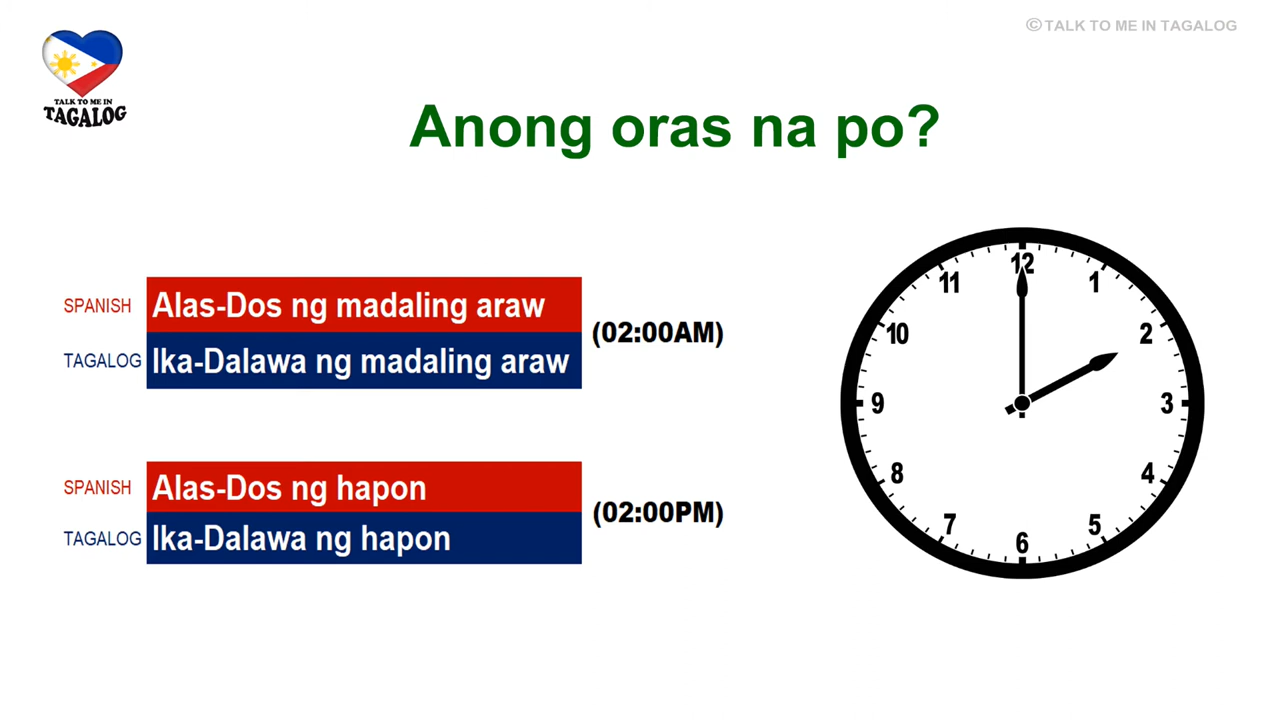 ©TALK TO ME IN TAGALOG
TALK TO ME IN
TAGALOG
Anong oras na po?
SPANISH Alas-Dos ng madaling araw
(02:00AM)
TAGALOG Ika-Dalawa ng madaling araw
SPANISH Alas-Dos ng hapon
(02:00PM)
TAGALOG Ika-Dalawa ng hapon
12
1
2
3
4
5
6
7
8
9
10
11